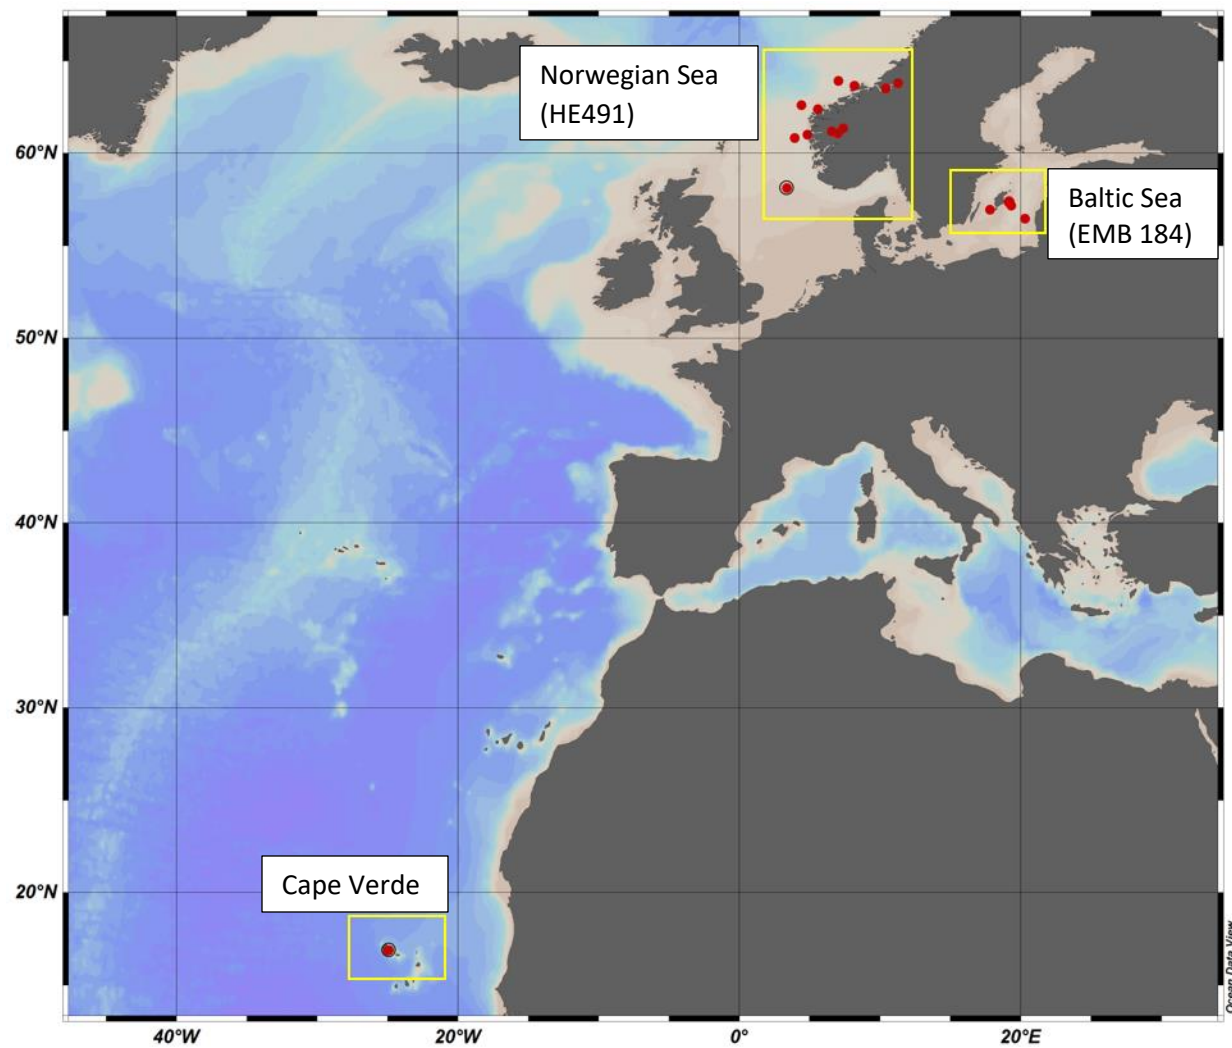 Norwegian Sea
(HE491)
Baltic Sea
(EMB 184)
Cape Verde
60°N
50°N
40°N
30°N
20°N
40°W
20°W
0°
20°E
Ocean Data View